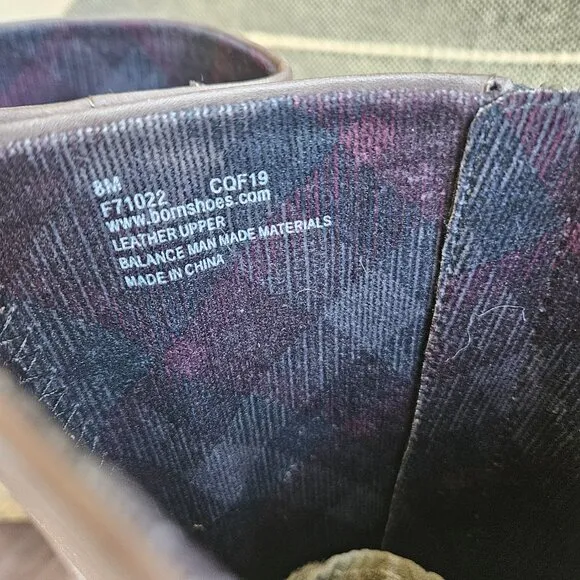 8M
F71022 CQF19
www.bornshoes.com
LEATHER UPPER
BALANCE MAN MADE MATERIALS
MADE IN CHINA